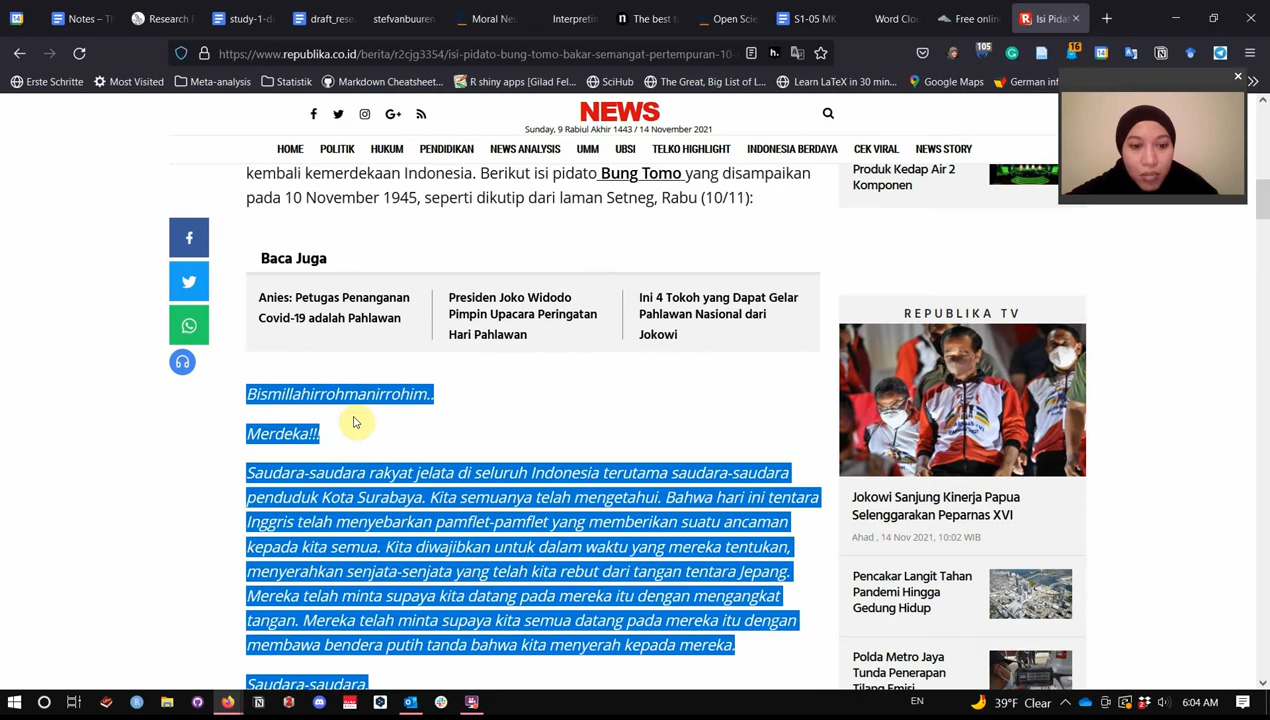 Notes – Th
Research F
study-1-d
draft_rese
stefvanbuuren.
Moral Neu
Interpretin
The best t
Open Scie
S1-05 MK
Word Clo
Free onlin
Isi Pidat
https://www.republika.co.id/berita/r2cjg3354/isi-pidato-bung-tomo-bakar-semangat-pertempuran-10-
105
16
Erste Schritte
Most Visited
Meta-analysis
Statistik
Markdown Cheatsheet...
R shiny apps [Gilad Fel...
SciHub
The Great, Big List of L...
Learn LaTeX in 30 min...
Google Maps
German inf
NEWS
Sunday, 9 Rabiul Akhir 1443 / 14 November 2021
HOME POLITIK HUKUM PENDIDIKAN NEWS ANALYSIS UMM UBSI TELKO HIGHLIGHT INDONESIA BERDAYA CEK VIRAL NEWS STORY
kembali kemerdekaan Indonesia. Berikut isi pidato Bung Tomo yang disampaikan
pada 10 November 1945, seperti dikutip dari laman Setneg, Rabu (10/11):
Baca Juga
Anies: Petugas Penanganan
Covid-19 adalah Pahlawan
Presiden Joko Widodo
Pimpin Upacara Peringatan
Hari Pahlawan
Ini 4 Tokoh yang Dapat Gelar
Pahlawan Nasional dari
Jokowi
Bismillahirrohmanirrohim..
Merdeka!!!
Saudara-saudara rakyat jelata di seluruh Indonesia terutama saudara-saudara
penduduk Kota Surabaya. Kita semuanya telah mengetahui. Bahwa hari ini tentara
Inggris telah menyebarkan pamflet-pamflet yang memberikan suatu ancaman
kepada kita semua. Kita diwajibkan untuk dalam waktu yang mereka tentukan,
menyerahkan senjata-senjata yang telah kita rebut dari tangan tentara Jepang.
Mereka telah minta supaya kita datang pada mereka itu dengan mengangkat
tangan. Mereka telah minta supaya kita semua datang pada mereka itu dengan
membawa bendera putih tanda bahwa kita menyerah kepada mereka.
Saudara-saudara,
Produk Kedap Air 2
Komponen
REPUBLIKA TV
Jokowi Sanjung Kinerja Papua
Selenggarakan Peparnas XVI
Ahad , 14 Nov 2021, 10:02 WIB
Pencakar Langit Tahan
Pandemi Hingga
Gedung Hidup
Polda Metro Jaya
Tunda Penerapan
Tilang Emisi
39°F Clear
EN
6:04 AM